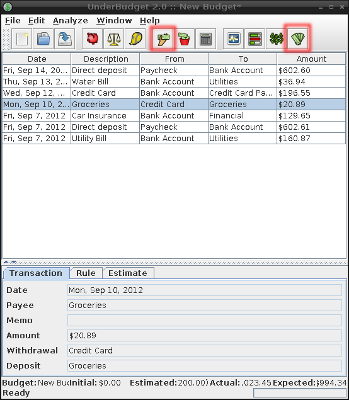 UnderBudget 2.0 :: New Budget*
File Edit Analyze Window Help
Date Description From To Amount
Fri, Sep 14, 20... Direct deposit Paycheck Bank Account $602.60
Thu, Sep 13, 2... Water Bill Bank Account Utilities $36.94
Wed, Sep 12, ... Credit Card Bank Account Credit Card Pa... $196.55
Mon, Sep 10, 2... Groceries Credit Card Groceries $20.89
Fri, Sep 7, 2012 Car Insurance Bank Account Financial $129.65
Fri, Sep 7, 2012 Direct deposit Paycheck Bank Account $602.61
Fri, Sep 7, 2012 Utility Bill Bank Account Utilities $160.87
Transaction Rule Estimate
Date Mon, Sep 10, 2012
Payee Groceries
Memo
Amount $20.89
Withdrawal Credit Card
Deposit Groceries
Budget: New Bu Initial: $0.00 Estimated: 200.00) Actual: ,023.45 Expected: $994.34
Ready